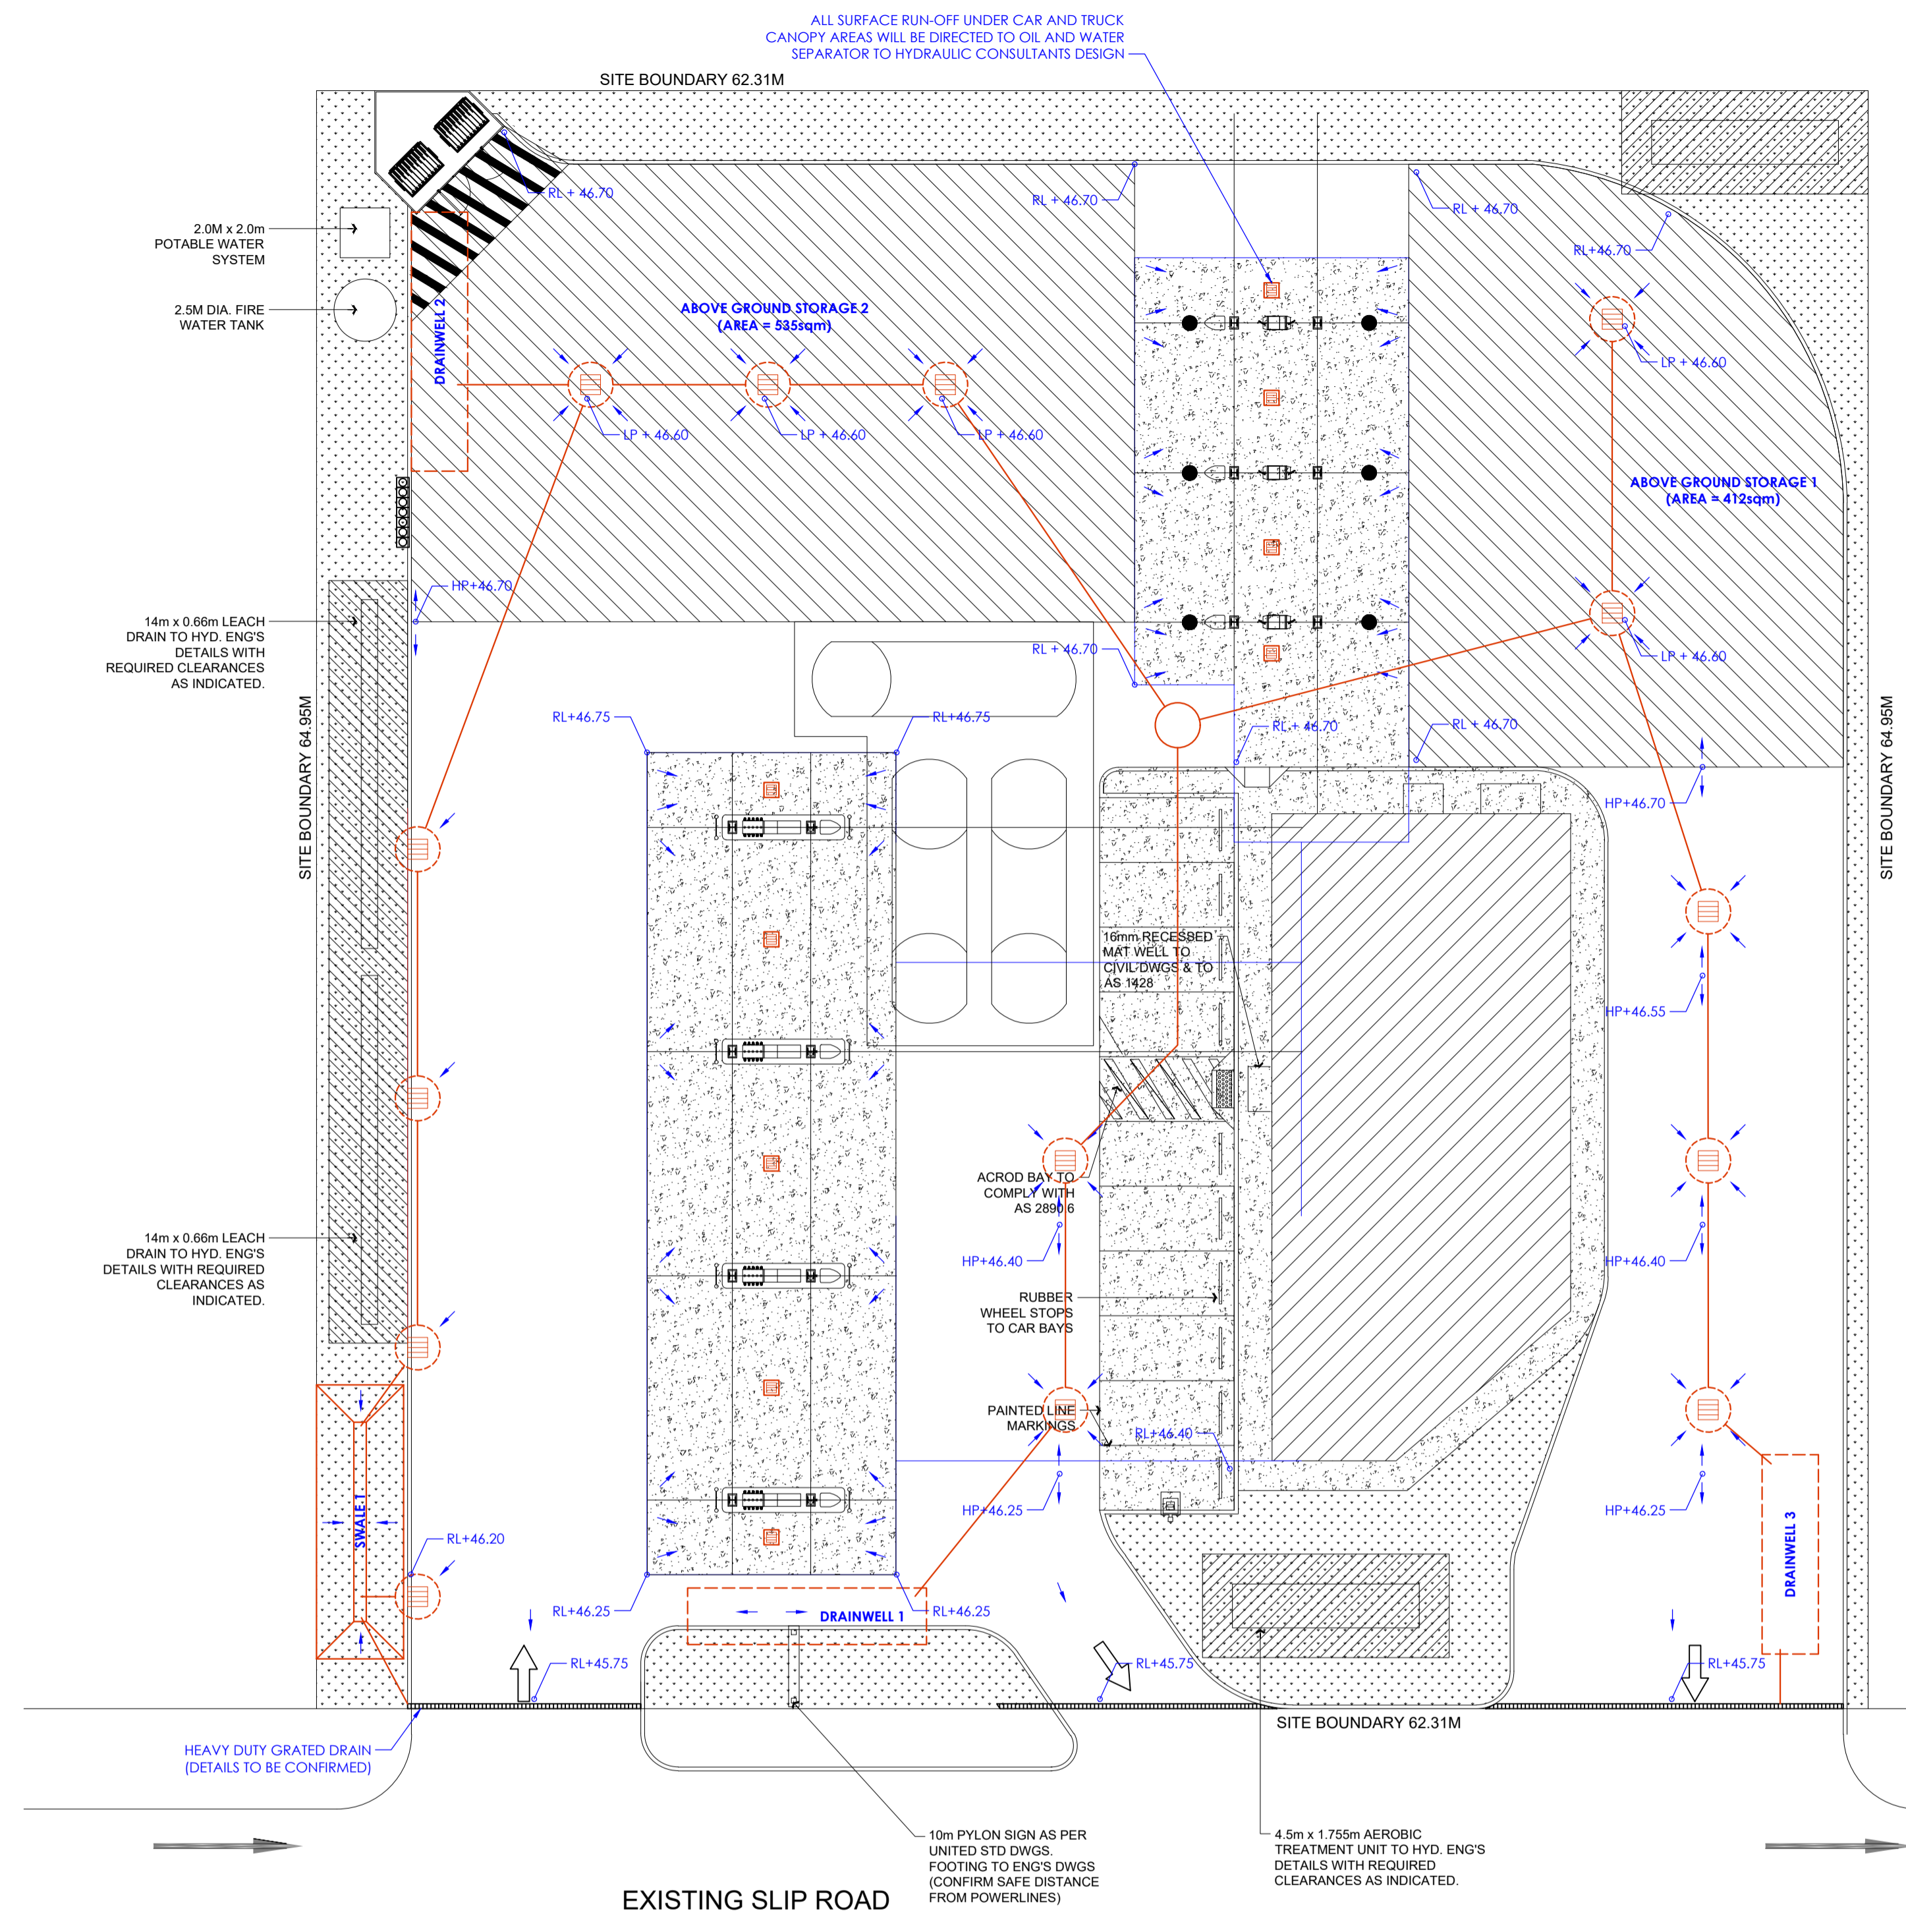 ALL SURFACE RUN-OFF UNDER CAR AND TRUCK
CANOPY AREAS WILL BE DIRECTED TO OIL AND WATER
SEPARATOR TO HYDRAULIC CONSULTANTS DESIGN
SITE BOUNDARY 62.31M
RL + 46.70
RL + 46.70
RL + 46.70
RL+46.70
2.0M x 2.0m
POTABLE WATER
SYSTEM
2.5M DIA. FIRE
WATER TANK
DRAINWELL 2
ABOVE GROUND STORAGE 2
(AREA = 535sqm)
LP + 46.60
LP + 46.60
LP + 46.60
LP + 46.60
ABOVE GROUND STORAGE 1
(AREA = 412sqm)
HP+46.70
14m x 0.66m LEACH
DRAIN TO HYD. ENG'S
DETAILS WITH
REQUIRED CLEARANCES
AS INDICATED.
RL + 46.70
LP + 46.60
SITE BOUNDARY 64.95M
SITE BOUNDARY 64.95M
RL+46.75
RL+46.75
RL + 46.70
RL + 46.70
HP+46.70
16mm RECESSED
MAT WELL TO
CIVIL DWGS & TO
AS 1428
HP+46.55
ACROD BAY TO
COMPLY WITH
AS 2890.6
HP+46.40
HP+46.40
14m x 0.66m LEACH
DRAIN TO HYD. ENG'S
DETAILS WITH REQUIRED
CLEARANCES AS
INDICATED.
RUBBER
WHEEL STOPS
TO CAR BAYS
PAINTED LINE
MARKINGS
RL+46.40
HP+46.25
HP+46.25
SWALE 1
RL+46.20
DRAINWELL 3
RL+46.25
DRAINWELL 1
RL+46.25
RL+45.75
RL+45.75
RL+45.75
SITE BOUNDARY 62.31M
HEAVY DUTY GRATED DRAIN
(DETAILS TO BE CONFIRMED)
10m PYLON SIGN AS PER
UNITED STD DWGS.
FOOTING TO ENG'S DWGS
(CONFIRM SAFE DISTANCE
FROM POWERLINES)
4.5m x 1.755m AEROBIC
TREATMENT UNIT TO HYD. ENG'S
DETAILS WITH REQUIRED
CLEARANCES AS INDICATED.
EXISTING SLIP ROAD